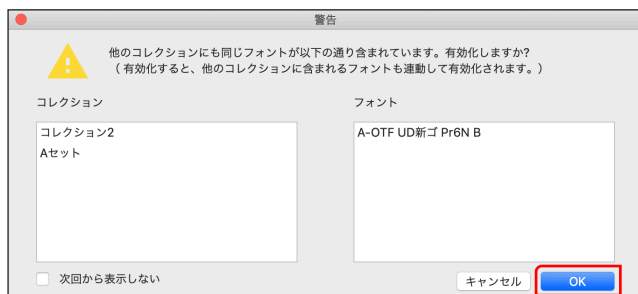 警告
他のコレクションにも同じフォントが以下の通り含まれています。有効化しますか?
（有効化すると、他のコレクションに含まれるフォントも連動して有効化されます。）
コレクション
フォント
コレクション2
Aセット
A-OTF UD新ゴ Pr6N B
次回から表示しない
キャンセル
OK